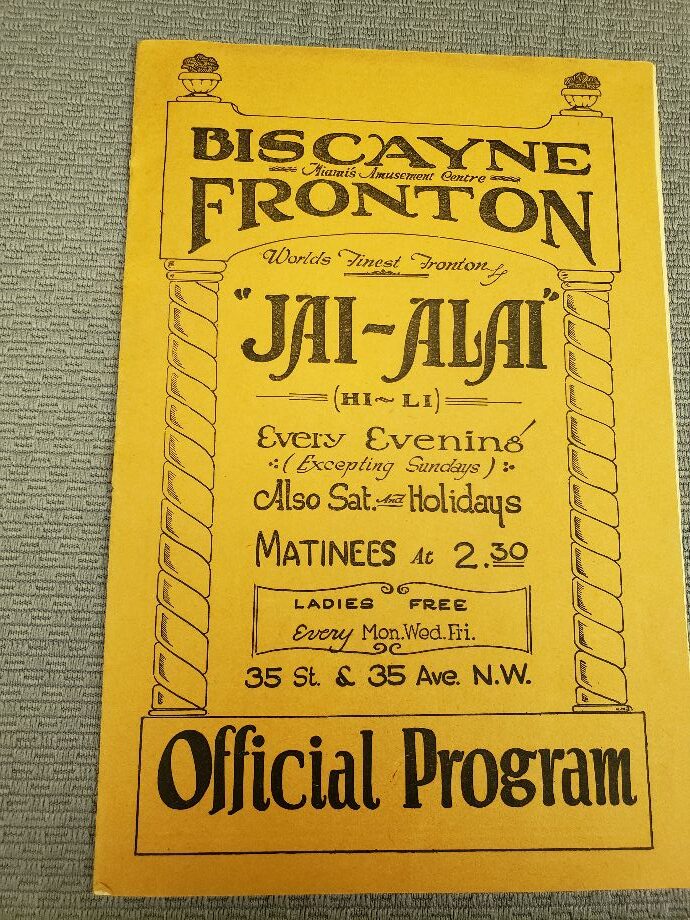 BISCAYNE
Miami's Amusement Centre
FRONTON
Worlds Finest Fronton
"JAI-ALAI"
(HI~LI)
Every Evening
(Excepting Sundays)
Also Sat. And Holidays
MATINEES At 2.30
LADIES FREE
Every Mon. Wed. Fri.
35 St. & 35 Ave. N.W.
Official Program